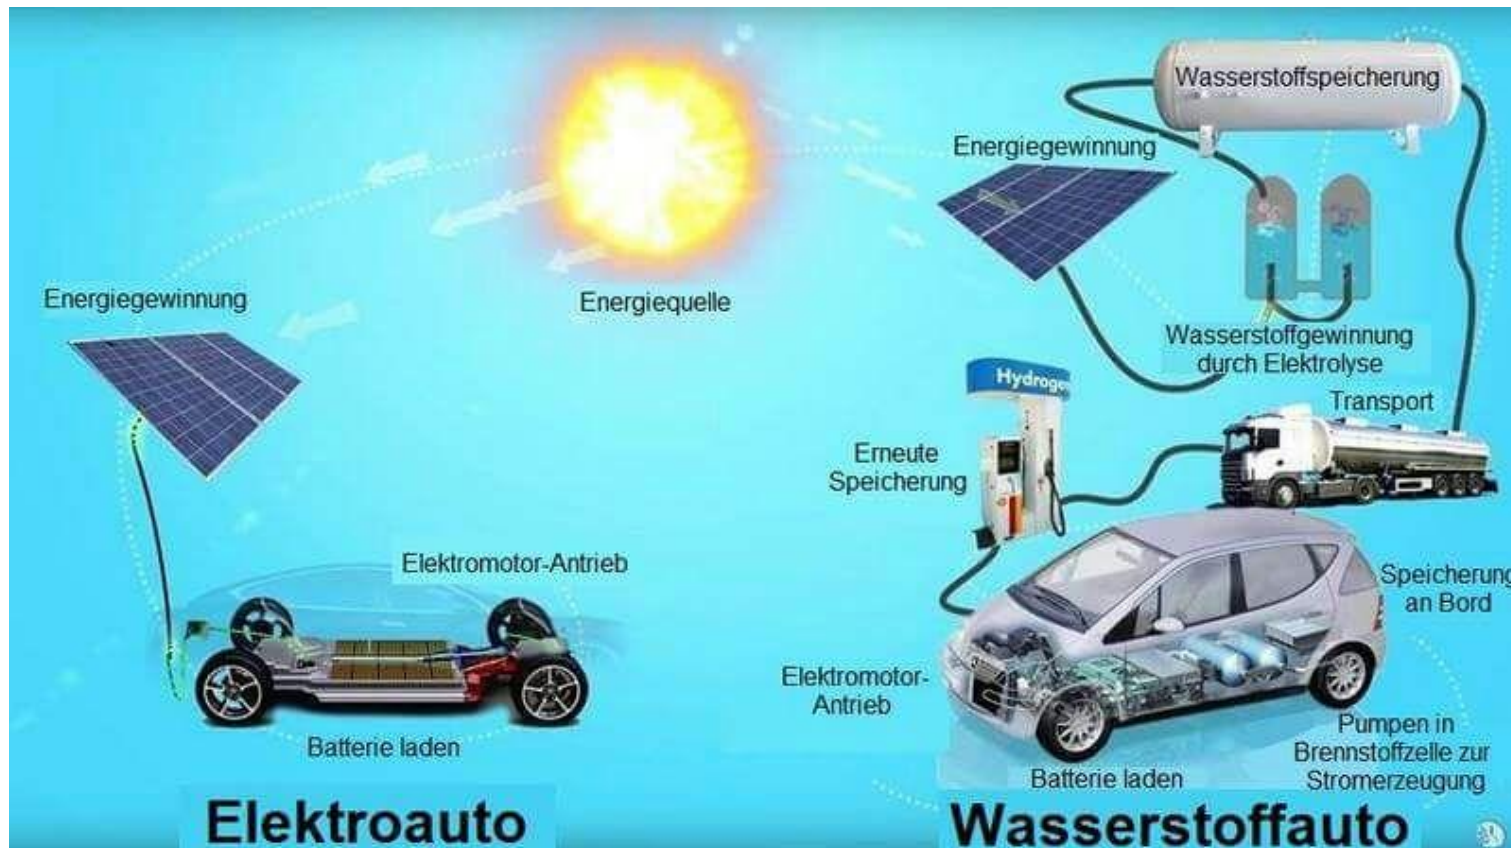 Wasserstoffspeicherung
Energiegewinnung
Energiegewinnung
Energiequelle
Wasserstoffgewinnung
durch Elektrolyse
Hydrogen
Transport
Erneute
Speicherung
Elektromotor-Antrieb
Speicherung
an Bord
Elektromotor-
Antrieb
Pumpen in
Brennstoffzelle zur
Stromerzeugung
Batterie laden
Batterie laden
Elektroauto
Wasserstoffauto